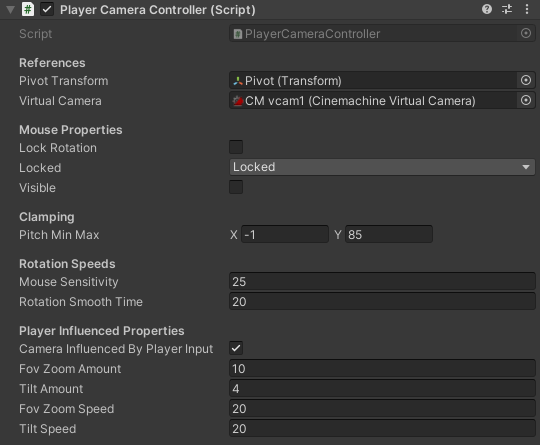 Player Camera Controller (Script)
Script PlayerCameraController
References
Pivot Transform Pivot (Transform)
Virtual Camera CM vcam1 (Cinemachine Virtual Camera)
Mouse Properties
Lock Rotation
Locked Locked
Visible
Clamping
Pitch Min Max X -1 Y 85
Rotation Speeds
Mouse Sensitivity 25
Rotation Smooth Time 20
Player Influenced Properties
Camera Influenced By Player Input
Fov Zoom Amount 10
Tilt Amount 4
Fov Zoom Speed 20
Tilt Speed 20